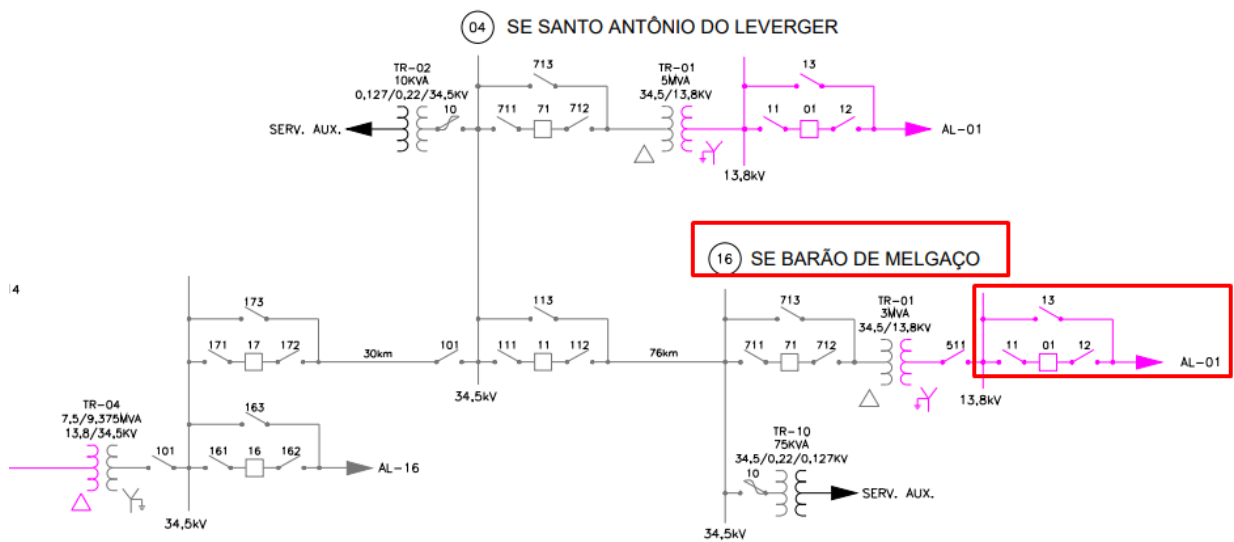 04 SE SANTO ANTÔNIO DO LEVERGER
TR-02
10KVA
0,127/0,22/34,5KV
10
SERV. AUX.
713
711 71 712
TR-01
5MVA
34,5/13,8KV
13
11 01 12
AL-01
13,8kV
16 SE BARÃO DE MELGAÇO
4
173
171 17 172
30km
101
113
111 11 112
76km
34,5kV
713
711 71 712
TR-01
3MVA
34,5/13,8KV
511
13
11 01 12
AL-01
13,8kV
TR-04
7,5/9,375MVA
13,8/34,5KV
101
163
161 16 162
AL-16
34,5kV
TR-10
75KVA
34,5/0,22/0,127KV
10
SERV. AUX.
34,5kV